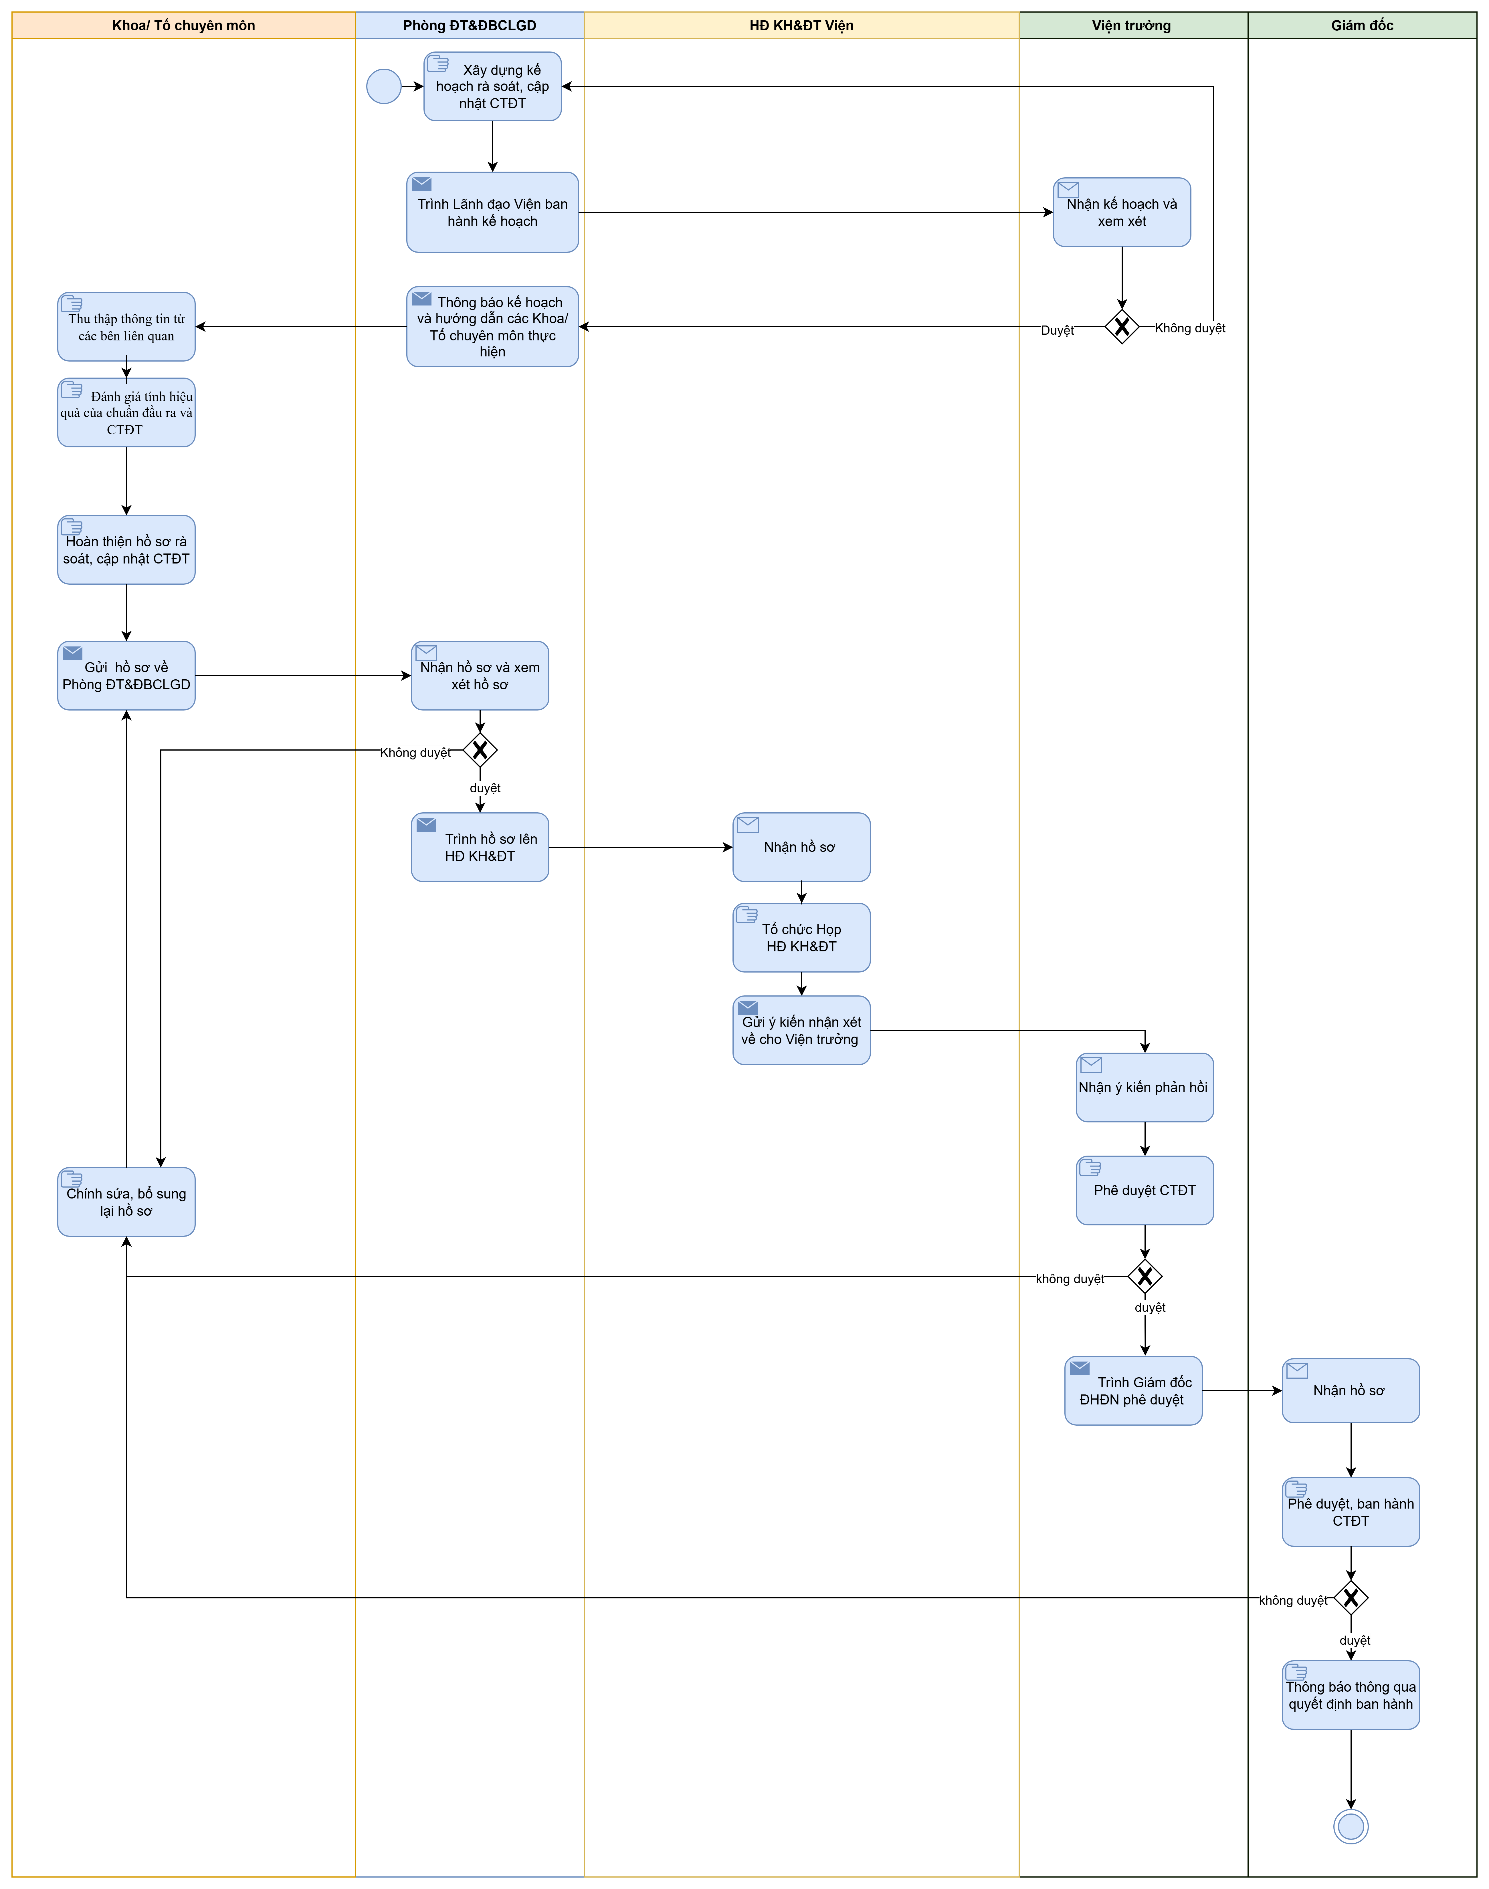 Khoa/ Tổ chuyên môn
Phòng ĐT&ĐBCLGD
HĐ KH&ĐT Viện
Viện trưởng
Giám đốc
Xây dựng kế
hoạch rà soát, cập
nhật CTĐT
Trình Lãnh đạo Viện ban
hành kế hoạch
Nhận kế hoạch và
xem xét
Thông báo kế hoạch
và hướng dẫn các Khoa/
Tổ chuyên môn thực
hiện
Duyệt
Không duyệt
Thu thập thông tin từ
các bên liên quan
Đánh giá tính hiệu
quả của chuẩn đầu ra và
CTĐT
Hoàn thiện hồ sơ rà
soát, cập nhật CTĐT
Gửi hồ sơ về
Phòng ĐT&ĐBCLGD
Nhận hồ sơ và xem
xét hồ sơ
Không duyệt
duyệt
Trình hồ sơ lên
HĐ KH&ĐT
Nhận hồ sơ
Tổ chức Họp
HĐ KH&ĐT
Gửi ý kiến nhận xét
về cho Viện trưởng
Nhận ý kiến phản hồi
Phê duyệt CTĐT
Chỉnh sửa, bổ sung
lại hồ sơ
không duyệt
duyệt
Trình Giám đốc
ĐHĐN phê duyệt
Nhận hồ sơ
Phê duyệt, ban hành
CTĐT
không duyệt
duyệt
Thông báo thông qua
quyết định ban hành